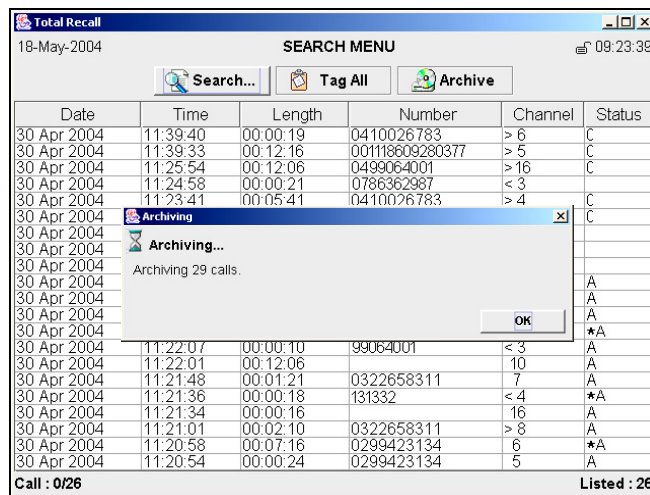 Total Recall
18-May-2004 SEARCH MENU 09:23:39
Search... Tag All Archive
Date Time Length Number Channel Status
30 Apr 2004 11:39:40 00:00:19 0410026783 > 6 C
30 Apr 2004 11:39:33 00:12:16 001118609280377 > 5 C
30 Apr 2004 11:25:54 00:12:06 0499064001 > 16 C
30 Apr 2004 11:24:58 00:00:21 0786362987 < 3
30 Apr 2004 11:23:41 00:05:41 0410026783 > 4 C
30 Apr 2004 C
30 Apr 2004
30 Apr 2004
30 Apr 2004
30 Apr 2004 A
30 Apr 2004 A
30 Apr 2004 A
30 Apr 2004 *A
Archiving
Archiving...
Archiving 29 calls.
OK
30 Apr 2004 11:22:07 00:00:10 99064001 < 3 A
30 Apr 2004 11:22:01 00:12:06 10 A
30 Apr 2004 11:21:48 00:01:21 0322658311 7 A
30 Apr 2004 11:21:36 00:00:18 131332 < 4 *A
30 Apr 2004 11:21:34 00:00:16 16 A
30 Apr 2004 11:21:01 00:02:10 0322658311 > 8 A
30 Apr 2004 11:20:58 00:07:16 0299423134 6 *A
30 Apr 2004 11:20:54 00:00:24 0299423134 5 A
Call : 0/26 Listed : 26